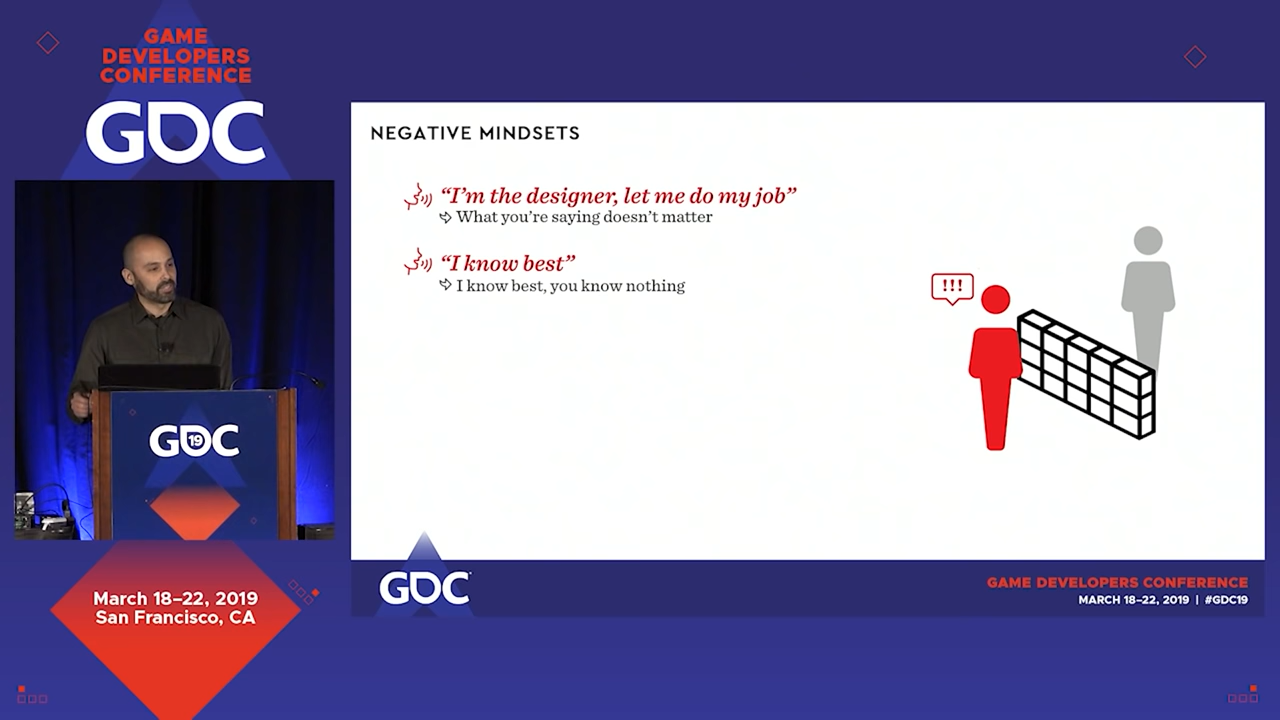 GAME
DEVELOPERS
CONFERENCE
GDC
NEGATIVE MINDSETS
“I’m the designer, let me do my job”
What you’re saying doesn’t matter
“I know best”
I know best, you know nothing
!!!
GDC
19
March 18–22, 2019
San Francisco, CA
GDC
GAME DEVELOPERS CONFERENCE
MARCH 18–22, 2019 | #GDC19